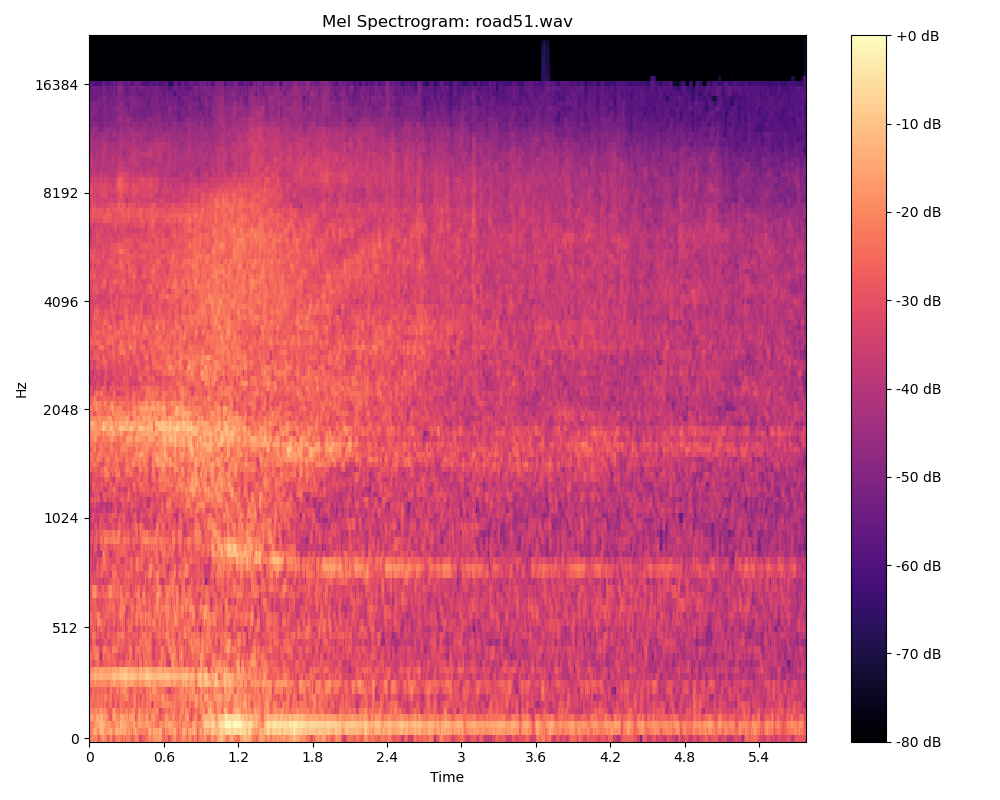 Mel Spectrogram: road51.wav
+0 dB
16384
-10 dB
8192
-20 dB
4096
-30 dB
Hz
2048
-40 dB
1024
-50 dB
512
-60 dB
0
-70 dB
-80 dB
0 0.6 1.2 1.8 2.4 3 3.6 4.2 4.8 5.4
Time